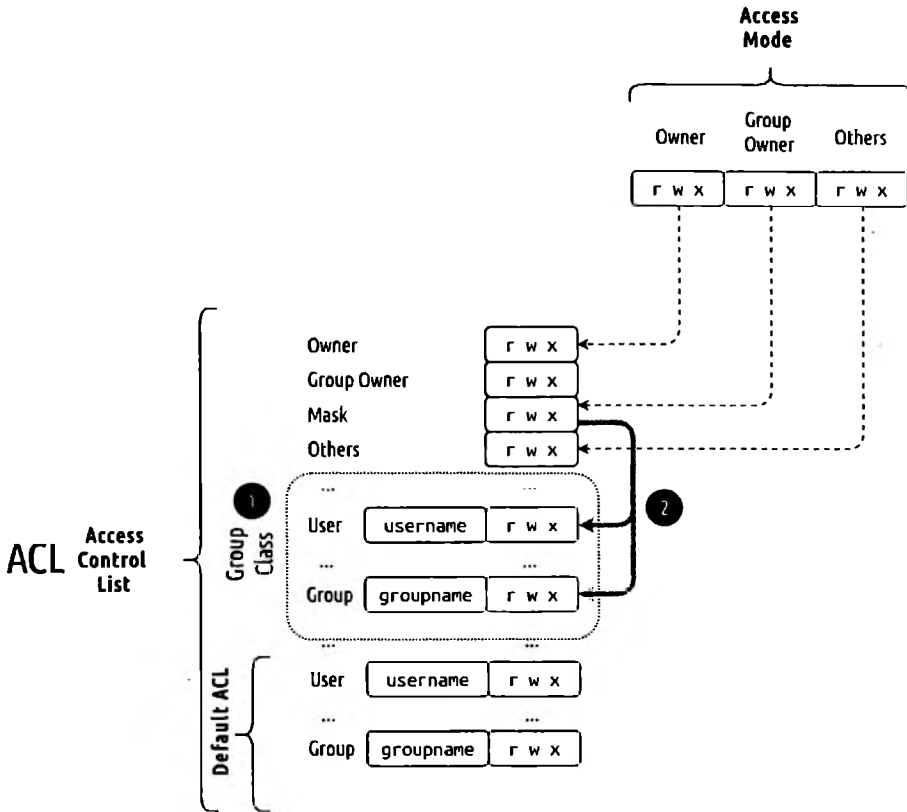 Access
Mode
Owner
Group
Owner
Others
r w x
r w x
r w x
Owner
r w x
Group Owner
r w x
Mask
r w x
Others
r w x
...
...
1
Group
Class
User
username
r w x
2
...
...
Group
groupname
r w x
ACL
Access
Control
List
...
...
Default ACL
User
username
r w x
...
...
Group
groupname
r w x